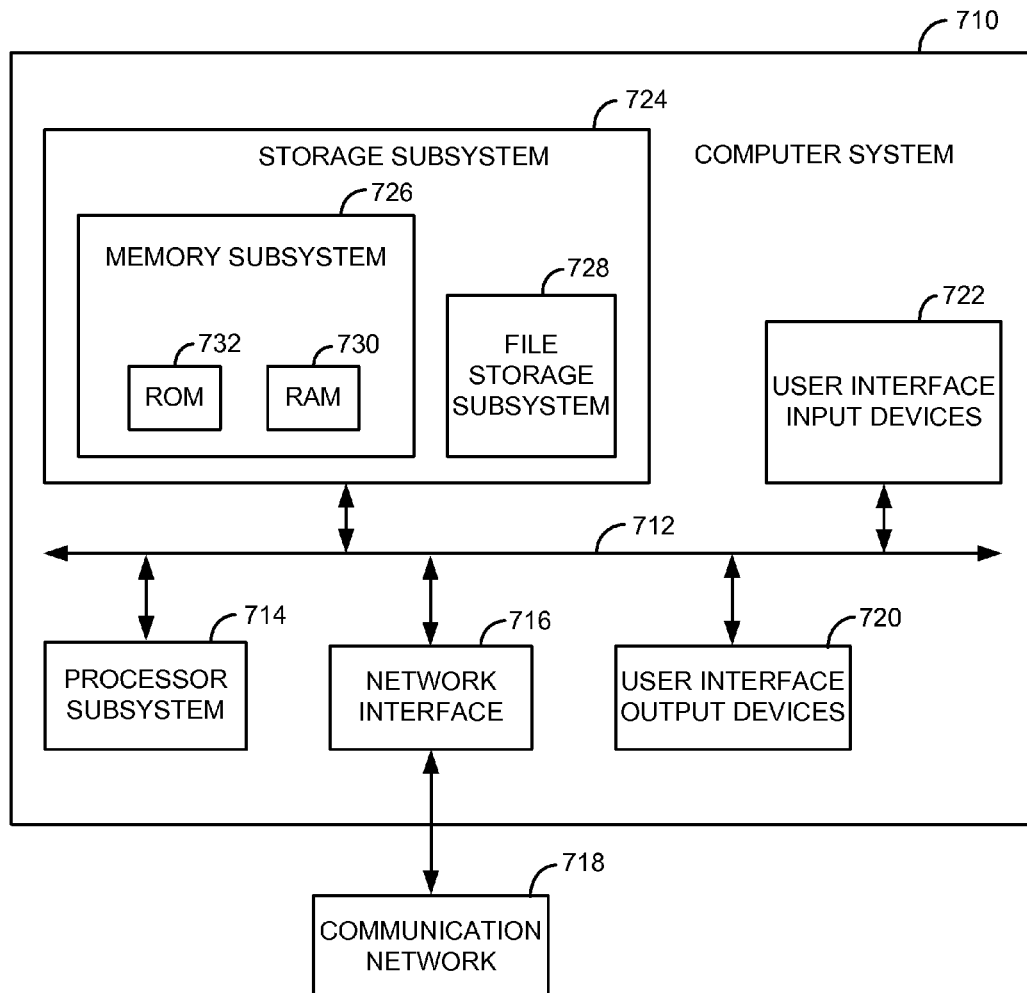 710
724
STORAGE SUBSYSTEM
COMPUTER SYSTEM
726
MEMORY SUBSYSTEM
728
722
732
730
FILE
STORAGE
SUBSYSTEM
ROM
RAM
USER INTERFACE
INPUT DEVICES
712
714
716
720
PROCESSOR
SUBSYSTEM
NETWORK
INTERFACE
USER INTERFACE
OUTPUT DEVICES
718
COMMUNICATION
NETWORK